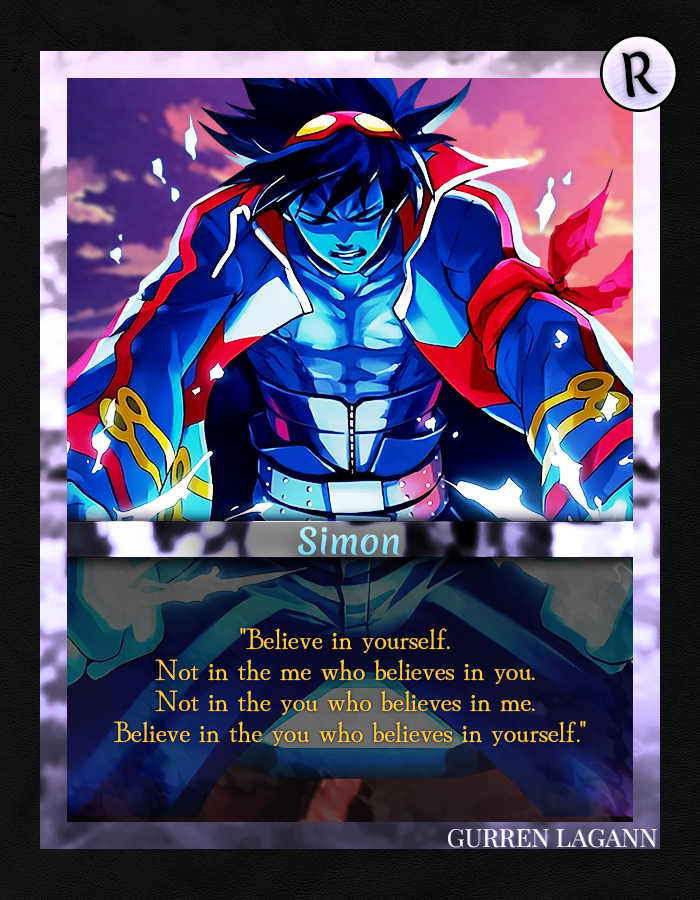 R
Simon
"Believe in yourself.
Not in the me who believes in you.
Not in the you who believes in me.
Believe in the you who believes in yourself."
GURREN LAGANN